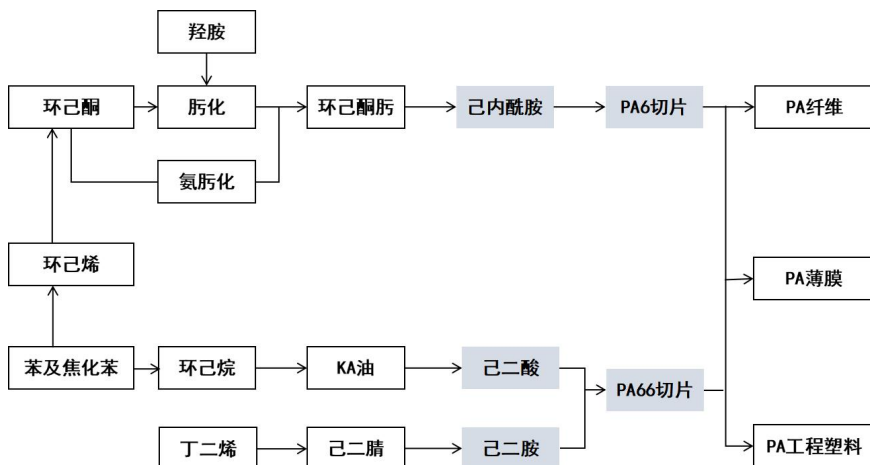 羟胺
环己酮
肟化
环己酮肟
己内酰胺
PA6切片
PA纤维
氨肟化
环己烯
PA薄膜
苯及焦化苯
环己烷
KA油
己二酸
PA66切片
丁二烯
己二腈
己二胺
PA工程塑料